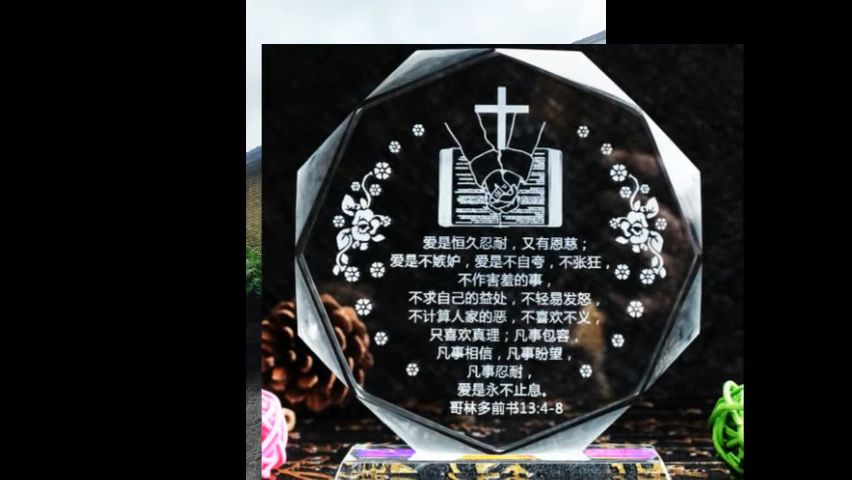 爱是恒久忍耐，又有恩慈；
爱是不嫉妒，爱是不自夸，不张狂，
不作害羞的事，
不求自己的益处，不轻易发怒，
不计算人家的恶，不喜欢不义，
只喜欢真理；凡事包容，
凡事相信，凡事盼望，
凡事忍耐，
爱是永不止息。
哥林多前书13:4-8